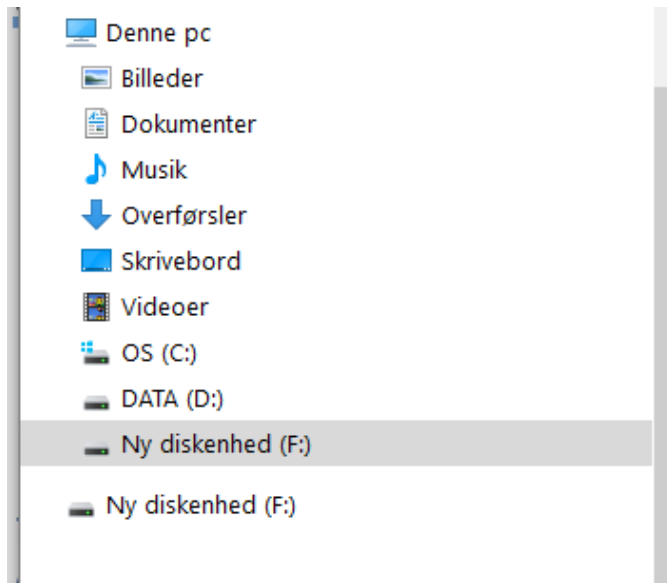 Denne pc
Billeder
Dokumenter
Musik
Overførsler
Skrivebord
Videoer
OS (C:)
DATA (D:)
Ny diskenhed (F:)
Ny diskenhed (F:)